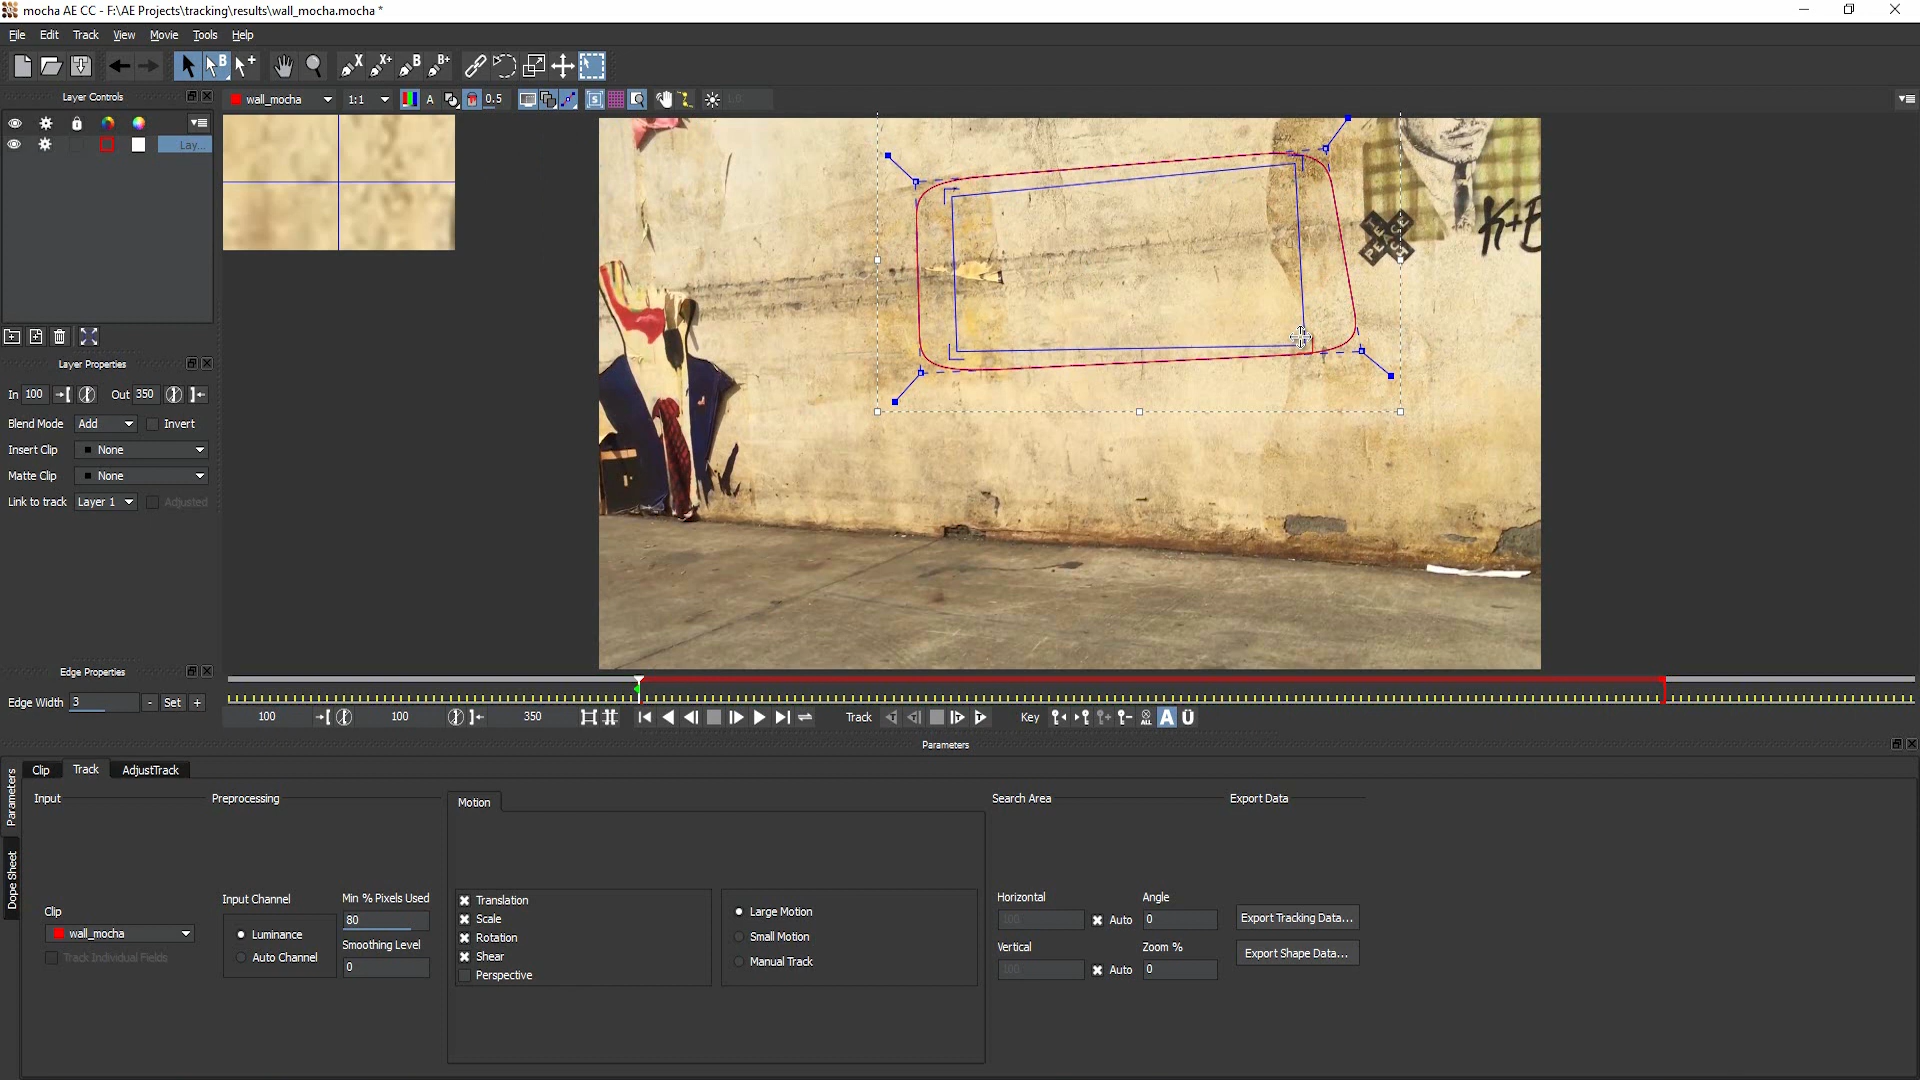 mocha AE CC - F:\AE Projects\tracking\results\wall_mocha.mocha *
File Edit Track View Movie Tools Help
X X+ B B+
Layer Controls
wall_mocha 1:1 A 0.5 1.0
Lay...
K+B
Layer Properties
In 100 Out 350
Blend Mode Add Invert
Insert Clip None
Matte Clip None
Link to track Layer 1 Adjusted
Edge Properties
Edge Width 3 - Set +
100 100 350 Track Key ALL A Ü
Parameters
Clip Track AdjustTrack
Parameters
Dope Sheet
Input Preprocessing Motion Search Area Export Data
Clip
wall_mocha
Track Individual Fields
Input Channel
Luminance
Auto Channel
Min % Pixels Used
80
Smoothing Level
0
Translation
Scale
Rotation
Shear
Perspective
Large Motion
Small Motion
Manual Track
Horizontal Angle
100 Auto 0
Vertical Zoom %
100 Auto 0
Export Tracking Data...
Export Shape Data...